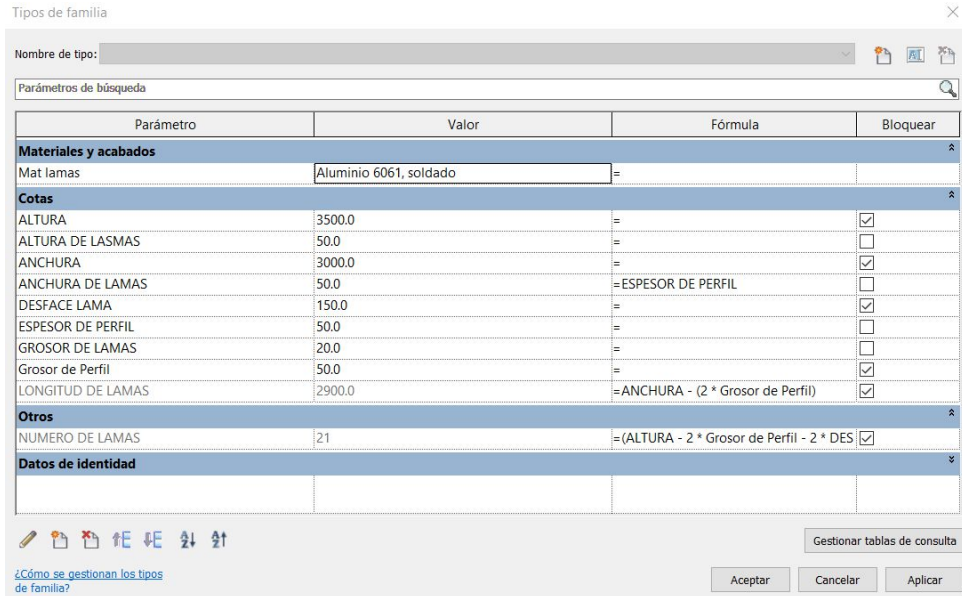 Tipos de familia
Nombre de tipo:
Parámetros de búsqueda
Parámetro Valor Fórmula Bloquear
Materiales y acabados
Mat lamas Aluminio 6061, soldado =
Cotas
ALTURA 3500.0 =
ALTURA DE LASMAS 50.0 =
ANCHURA 3000.0 =
ANCHURA DE LAMAS 50.0 =ESPESOR DE PERFIL
DESFACE LAMA 150.0 =
ESPESOR DE PERFIL 50.0 =
GROSOR DE LAMAS 20.0 =
Grosor de Perfil 50.0 =
LONGITUD DE LAMAS 2900.0 =ANCHURA - (2 * Grosor de Perfil)
Otros
NUMERO DE LAMAS 21 =(ALTURA - 2 * Grosor de Perfil - 2 * DES
Datos de identidad
Gestionar tablas de consulta
¿Cómo se gestionan los tipos
de familia?
Aceptar Cancelar Aplicar